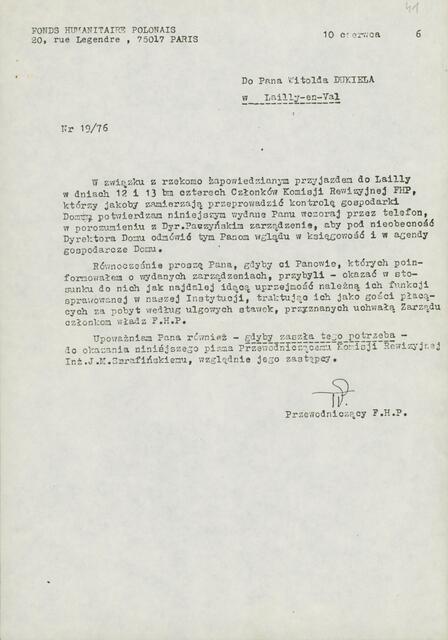 41
FONDS HUMANITAIRE POLONAIS
20, rue Legendre , 75017 PARIS
10 czerwca 6
Do Pana Witolda DUKIELA
w Lailly-en-Val
Nr 19/76
W związku z rzekomo zapowiedzianym przyjazdem do Lailly
w dniach 12 i 13 bm czterech Członków Komisji Rewizyjnej FHP,
którzy jakoby zamierzają przeprowadzić kontrolę gospodarki
Domu, potwierdzam niniejszym wydane Panu wczoraj przez telefon,
w porozumieniu z Dyr.Paczyńskim zarządzenie, aby pod nieobecność
Dyrektora Domu odmówić tym Panom wglądu w księgowość i w agendy
gospodarcze Domu.
Równocześnie proszę Pana, gdyby ci Panowie, których poin-
formowałem o wydanych zarządzeniach, przybyli - okazać w sto-
sunku do nich jak najdalej idącą uprzejmość należną ich funkcji
sprawowanej w naszej Instytucji, traktując ich jako gości płacą-
cych za pobyt według ulgowych stawek, przyznanych uchwałą Zarządu
członkom władz F.H.P.
Upoważniam Pana również - gdyby zaszła tego potrzeba -
do okazania niniejszego pisma Przewodniczącemu Komisji Rewizyjnej
Inż.J.M.Serafińskiemu, względnie jego zastępcy.
Przewodniczący F.H.P.